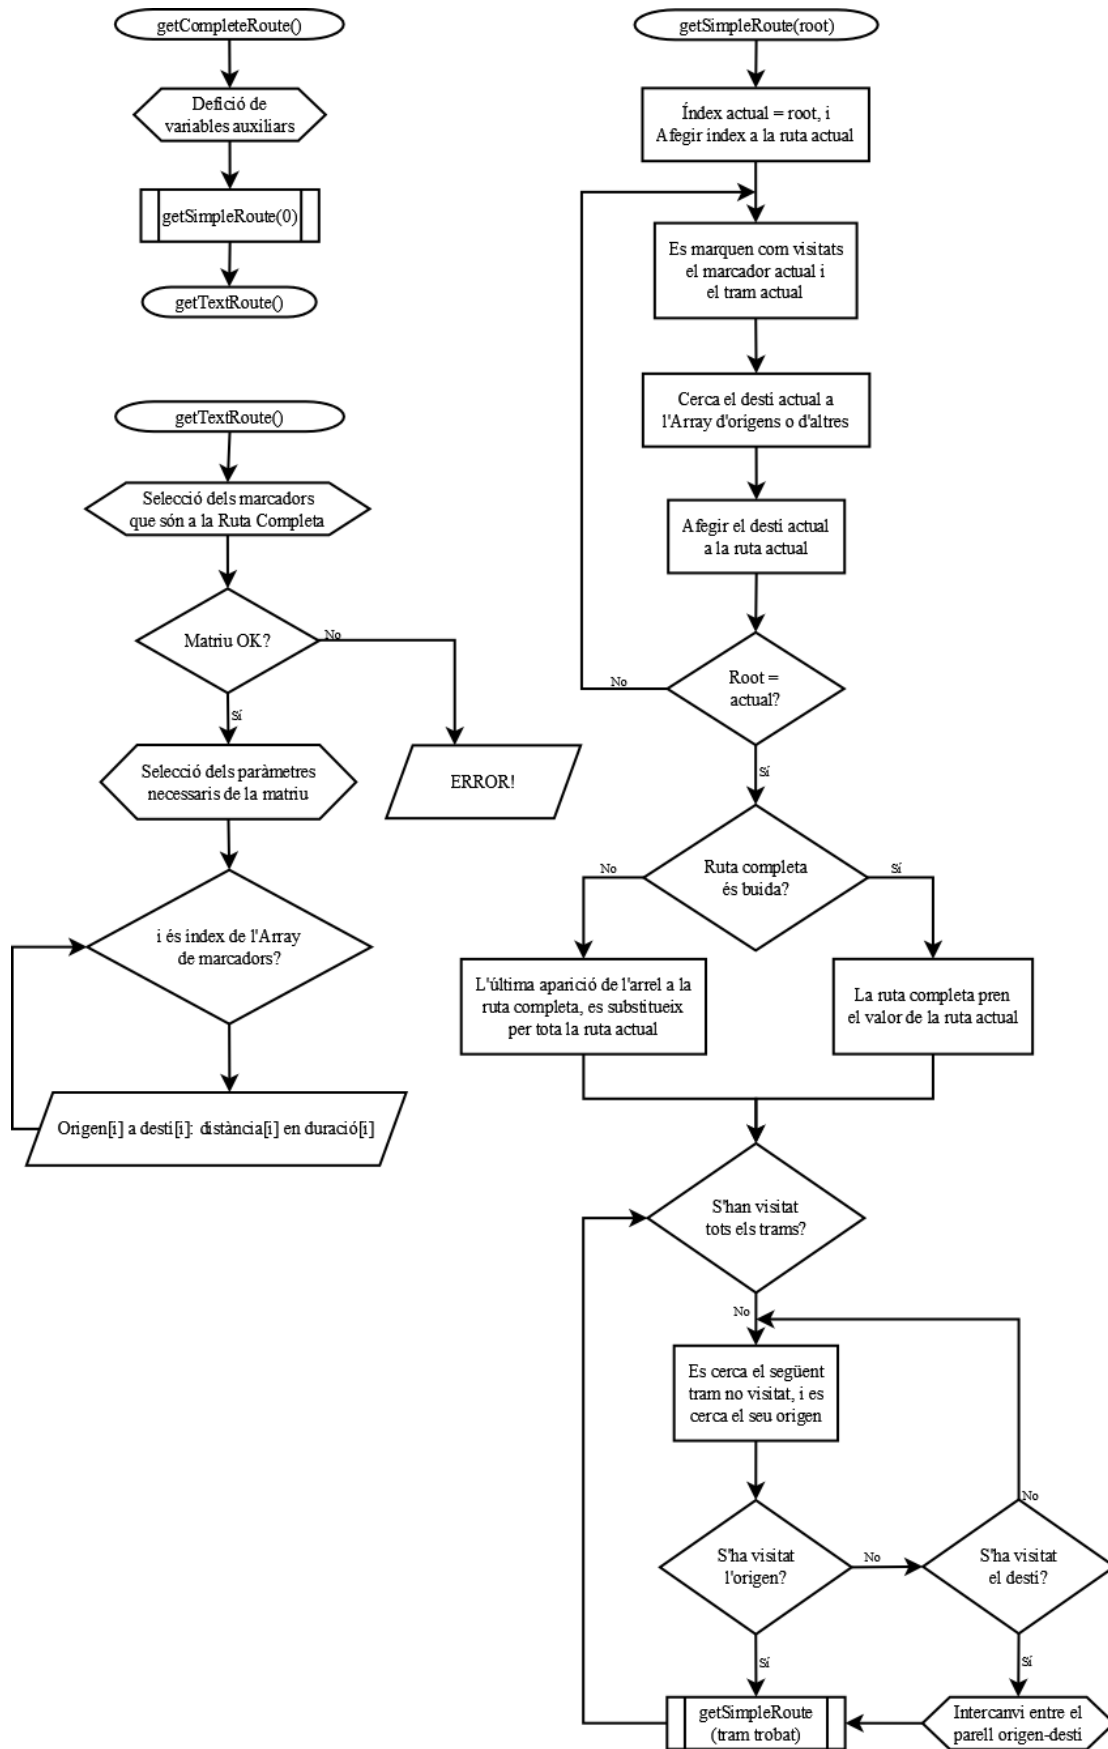 getCompleteRoute()
Defició de
variables auxiliars
getSimpleRoute(0)
getTextRoute()
getTextRoute()
Selecció dels marcadors
que són a la Ruta Completa
Matriu OK?
No
Sí
ERROR!
Selecció dels paràmetres
necessaris de la matriu
i és índex de l'Array
de marcadors?
Origen[i] a destí[i]: distància[i] en duració[i]
getSimpleRoute(root)
Índex actual = root, i
Afegir índex a la ruta actual
Es marquen com visitats
el marcador actual i
el tram actual
Cerca el destí actual a
l'Array d'orígens o d'altres
Afegir el destí actual
a la ruta actual
Root =
actual?
No
Sí
Ruta completa
és buida?
No
Sí
L'última aparició de l'arrel a la
ruta completa, es substitueix
per tota la ruta actual
La ruta completa pren
el valor de la ruta actual
S'han visitat
tots els trams?
No
Es cerca el següent
tram no visitat, i es
cerca el seu origen
S'ha visitat
l'origen?
No
Sí
S'ha visitat
el destí?
No
Sí
getSimpleRoute
(tram trobat)
Intercanvi entre el
parell origen-destí